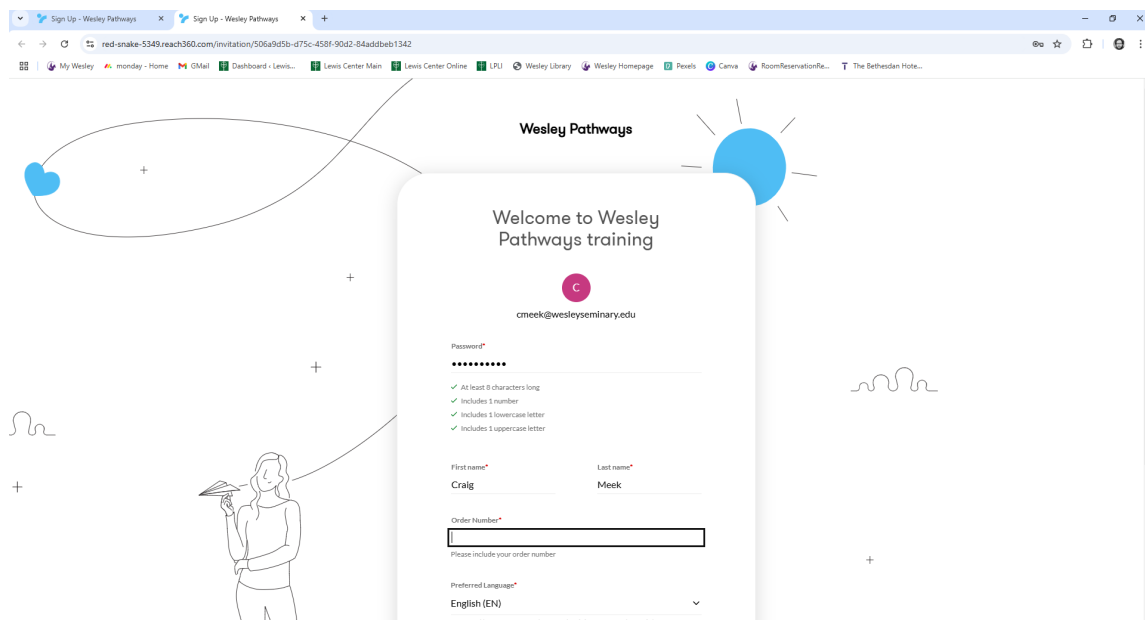 Sign Up - Wesley Pathways
Sign Up - Wesley Pathways
red-snake-5349.reach360.com/invitation/506a9d5b-d75c-458f-90d2-84addbeb1342
My Wesley monday - Home GMail Dashboard ‹ Lewis... Lewis Center Main Lewis Center Online LPLI Wesley Library Wesley Homepage Pexels Canva RoomReservationRe... The Bethesdan Hote...
Wesley Pathways
Welcome to Wesley
Pathways training
C
cmeek@wesleyseminary.edu
Password*
••••••••••
At least 8 characters long
Includes 1 number
Includes 1 lowercase letter
Includes 1 uppercase letter
First name* Last name*
Craig Meek
Order Number*
Please include your order number
Preferred Language*
English (EN)